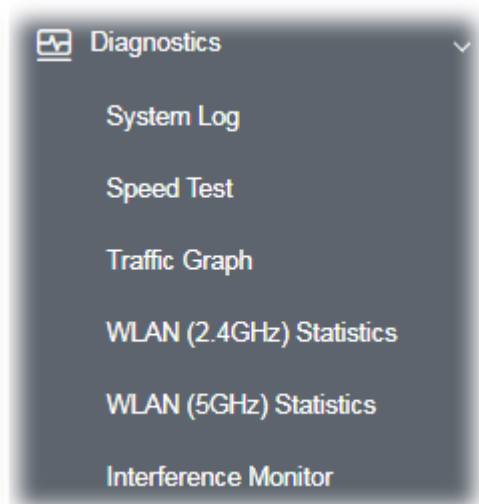 Diagnostics
System Log
Speed Test
Traffic Graph
WLAN (2.4GHz) Statistics
WLAN (5GHz) Statistics
Interference Monitor